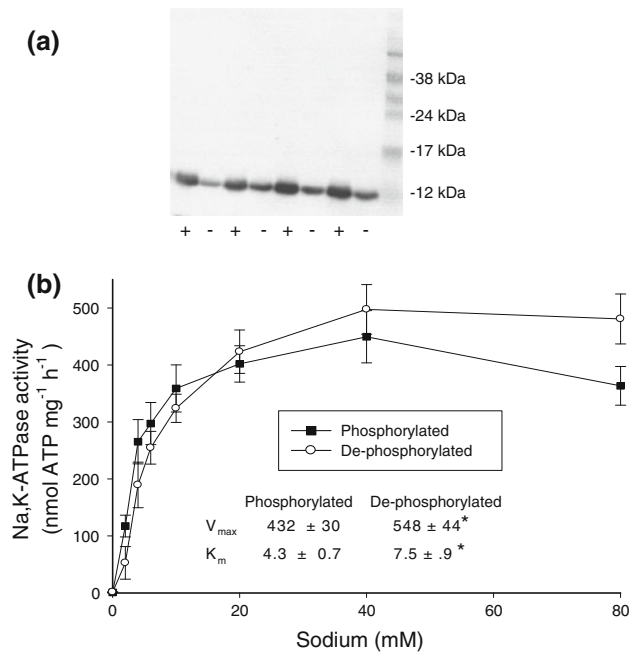 (a)
-38 kDa
-24 kDa
-17 kDa
-12 kDa
+ - + - + - + -
(b)
Na,K-ATPase activity
(nmol ATP mg-1 h-1 )
500
400
300
200
100
0
Phosphorylated
De-phosphorylated
Phosphorylated De-phosphorylated
Vmax 432 ± 30 548 ± 44*
Km 4.3 ± 0.7 7.5 ± .9 *
0 20 40 60 80
Sodium (mM)